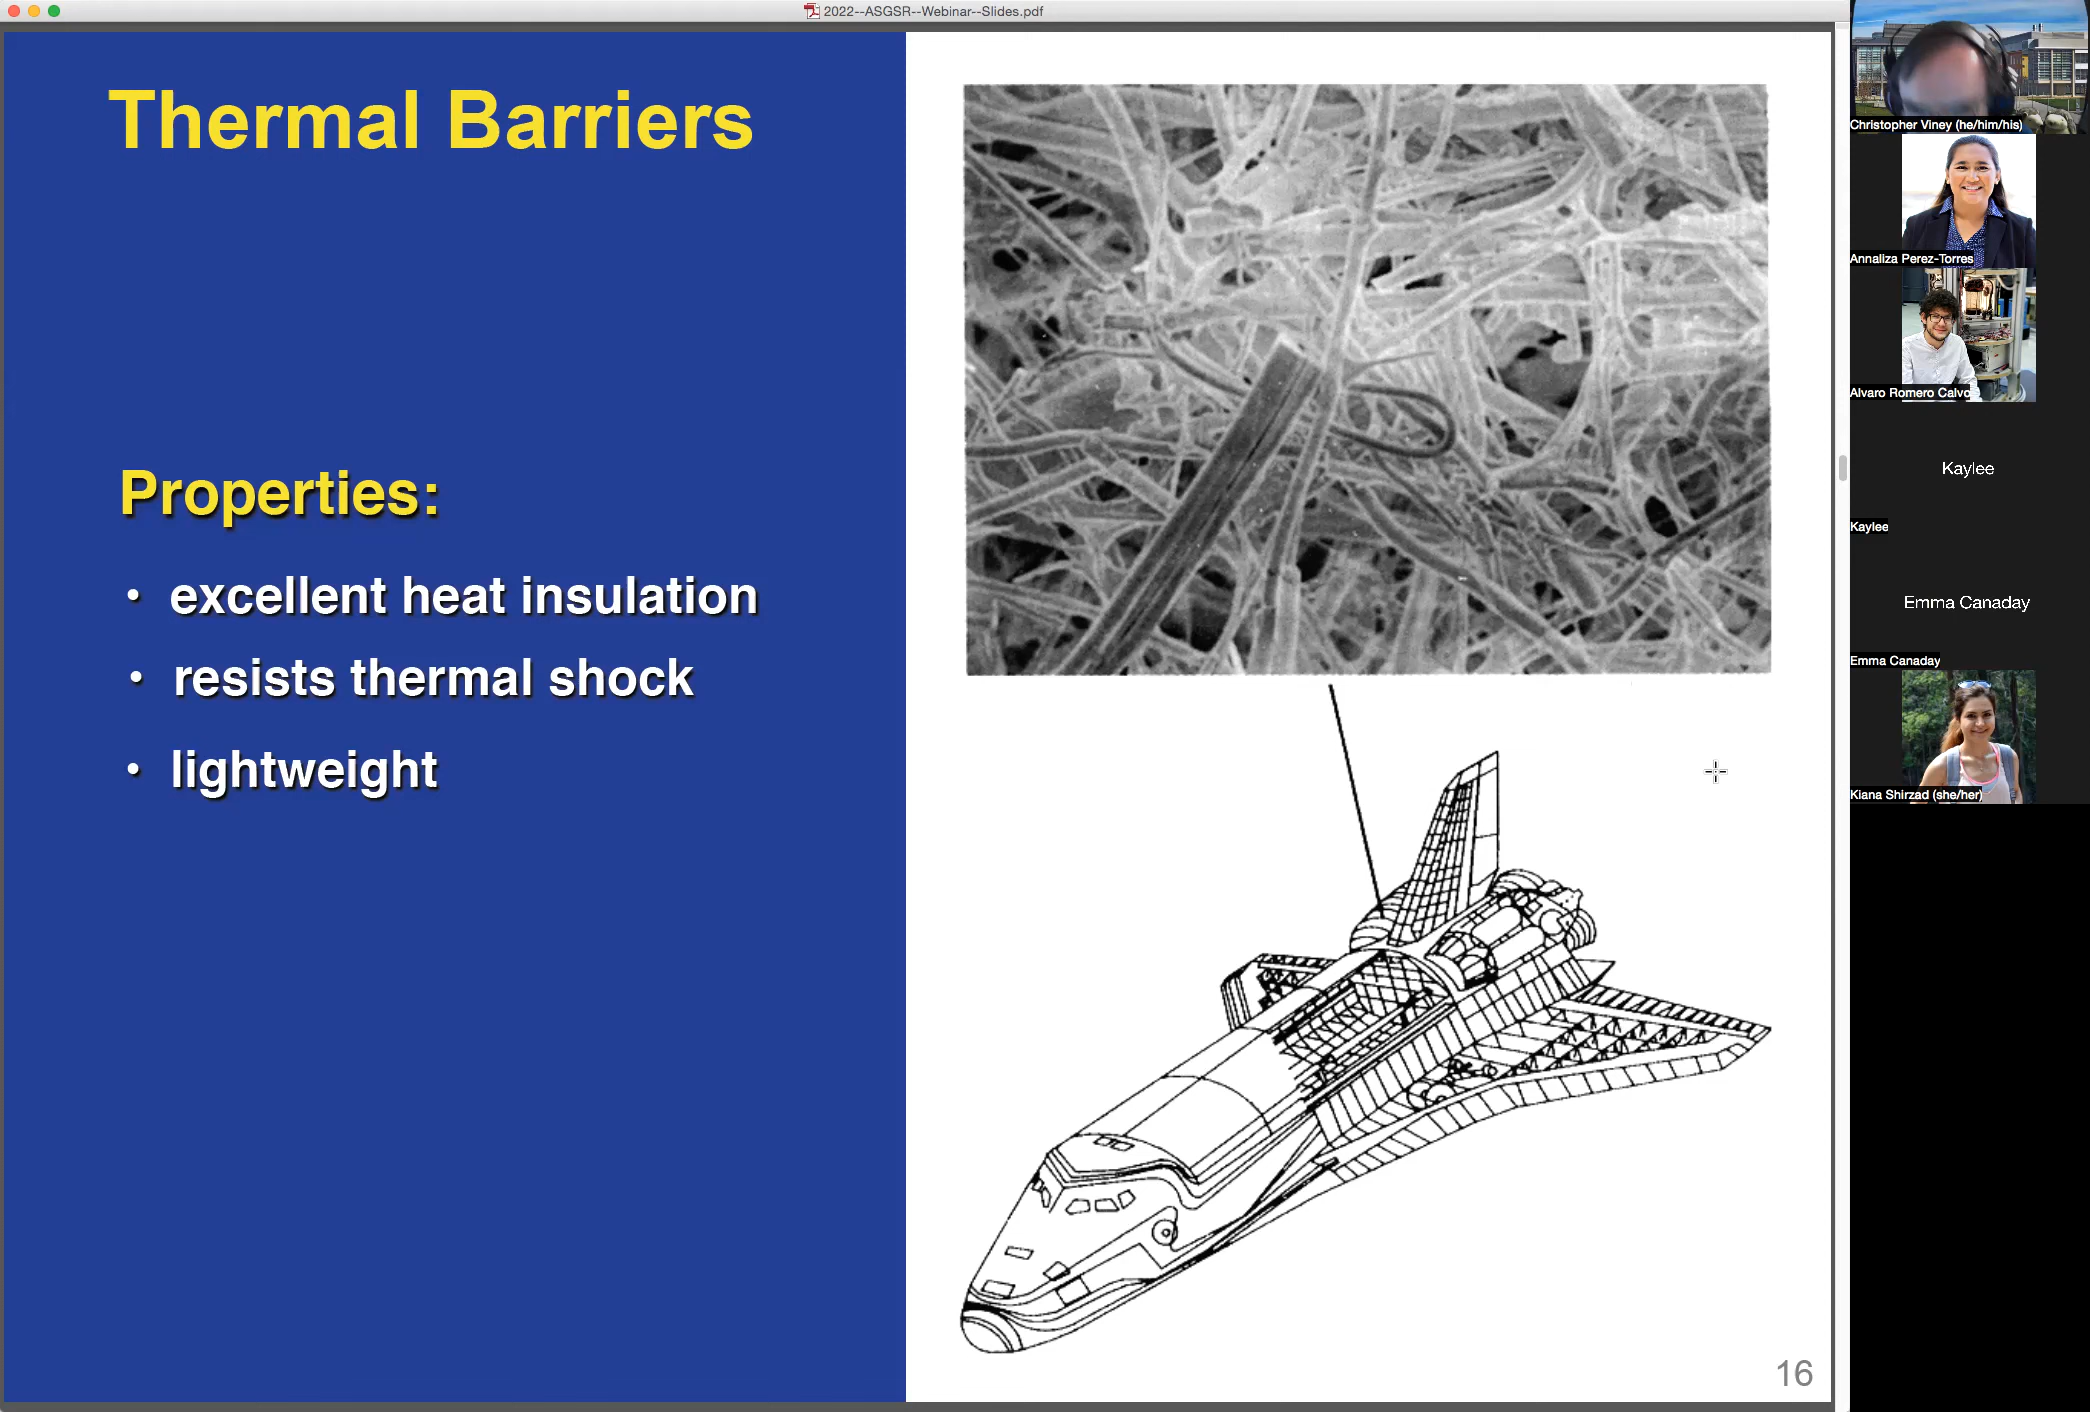 2022--ASGSR--Webinar--Slides.pdf
Thermal Barriers
Properties:
• excellent heat insulation
• resists thermal shock
• lightweight
16
Christopher Viney (he/him/his)
Annaliza Perez-Torres
Alvaro Romero Calvo
Kaylee
Kaylee
Emma Canaday
Emma Canaday
Kiana Shirzad (she/her)